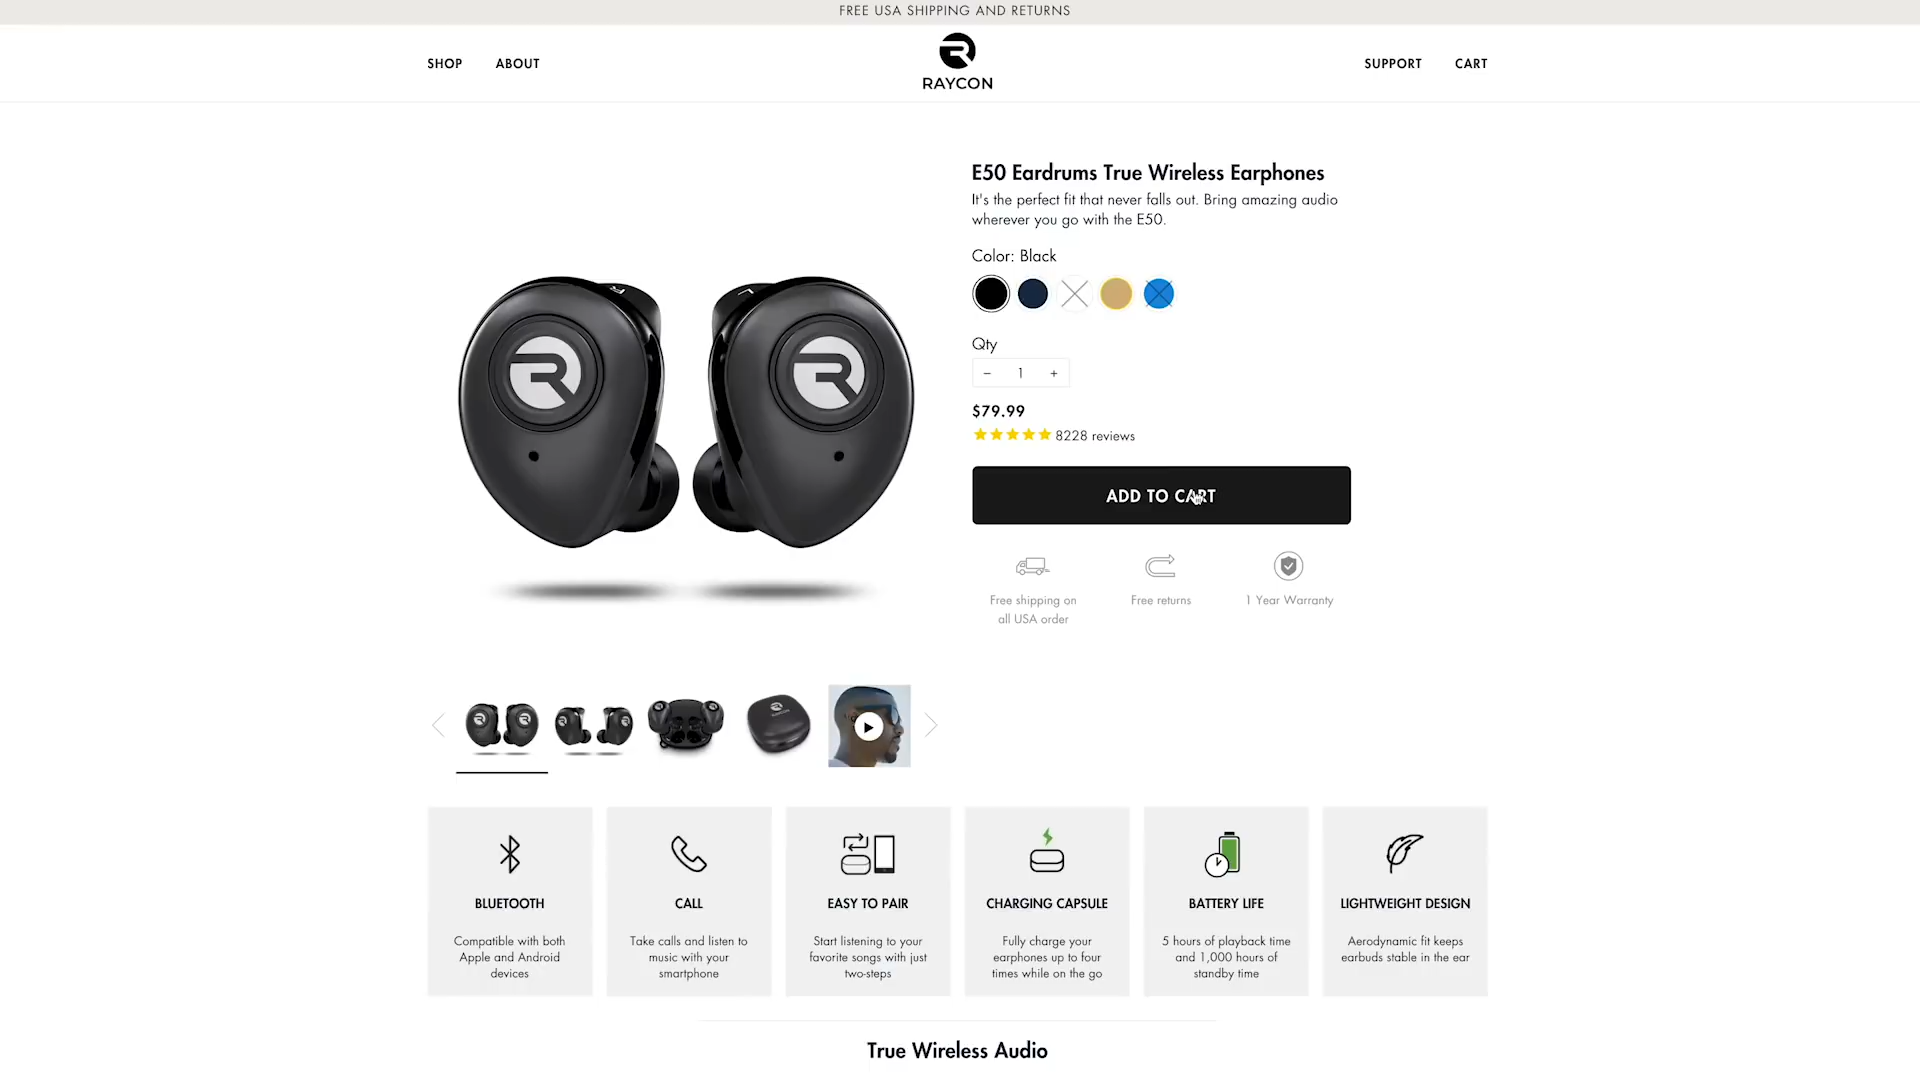 FREE USA SHIPPING AND RETURNS
SHOP
ABOUT
RAYCON
SUPPORT
CART
E50 Eardrums True Wireless Earphones
It's the perfect fit that never falls out. Bring amazing audio
wherever you go with the E50.
Color: Black
R
L
Qty
− 1 +
$79.99
8228 reviews
ADD TO CART
Free shipping on
all USA order
Free returns
1 Year Warranty
BLUETOOTH
Compatible with both
Apple and Android
devices
CALL
Take calls and listen to
music with your
smartphone
EASY TO PAIR
Start listening to your
favorite songs with just
two-steps
CHARGING CAPSULE
Fully charge your
earphones up to four
times while on the go
BATTERY LIFE
5 hours of playback time
and 1,000 hours of
standby time
LIGHTWEIGHT DESIGN
Aerodynamic fit keeps
earbuds stable in the ear
True Wireless Audio